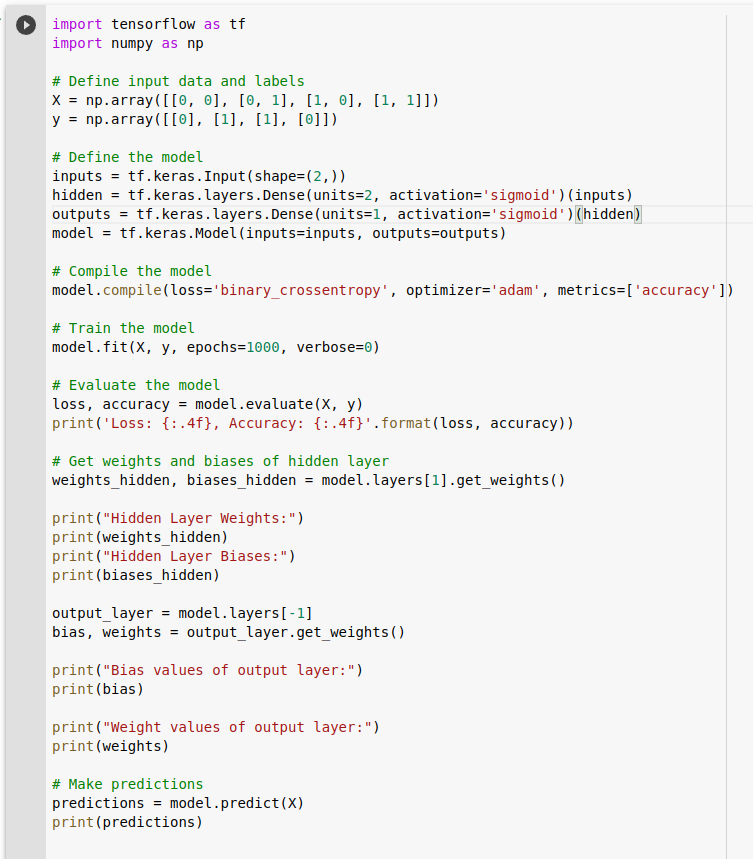 import tensorflow as tf
import numpy as np
# Define input data and labels
X = np.array([[0, 0], [0, 1], [1, 0], [1, 1]])
y = np.array([[0], [1], [1], [0]])
# Define the model
inputs = tf.keras.Input(shape=(2,))
hidden = tf.keras.layers.Dense(units=2, activation='sigmoid')(inputs)
outputs = tf.keras.layers.Dense(units=1, activation='sigmoid')(hidden)
model = tf.keras.Model(inputs=inputs, outputs=outputs)
# Compile the model
model.compile(loss='binary_crossentropy', optimizer='adam', metrics=['accuracy'])
# Train the model
model.fit(X, y, epochs=1000, verbose=0)
# Evaluate the model
loss, accuracy = model.evaluate(X, y)
print('Loss: {:.4f}, Accuracy: {:.4f}'.format(loss, accuracy))
# Get weights and biases of hidden layer
weights_hidden, biases_hidden = model.layers[1].get_weights()
print("Hidden Layer Weights:")
print(weights_hidden)
print("Hidden Layer Biases:")
print(biases_hidden)
output_layer = model.layers[-1]
bias, weights = output_layer.get_weights()
print("Bias values of output layer:")
print(bias)
print("Weight values of output layer:")
print(weights)
# Make predictions
predictions = model.predict(X)
print(predictions)